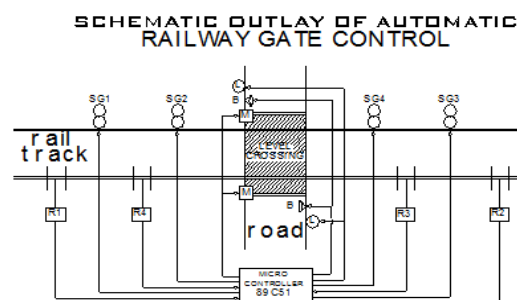 SCHEMATIC OUTLAY OF AUTOMATIC
RAILWAY GATE CONTROL
L
SG1
SG2
B
SG4
SG3
M
rail
track
LEVEL
CROSSING
M
R1
R4
B
R3
R2
L
road
MICRO
CONTROLLER
89C51